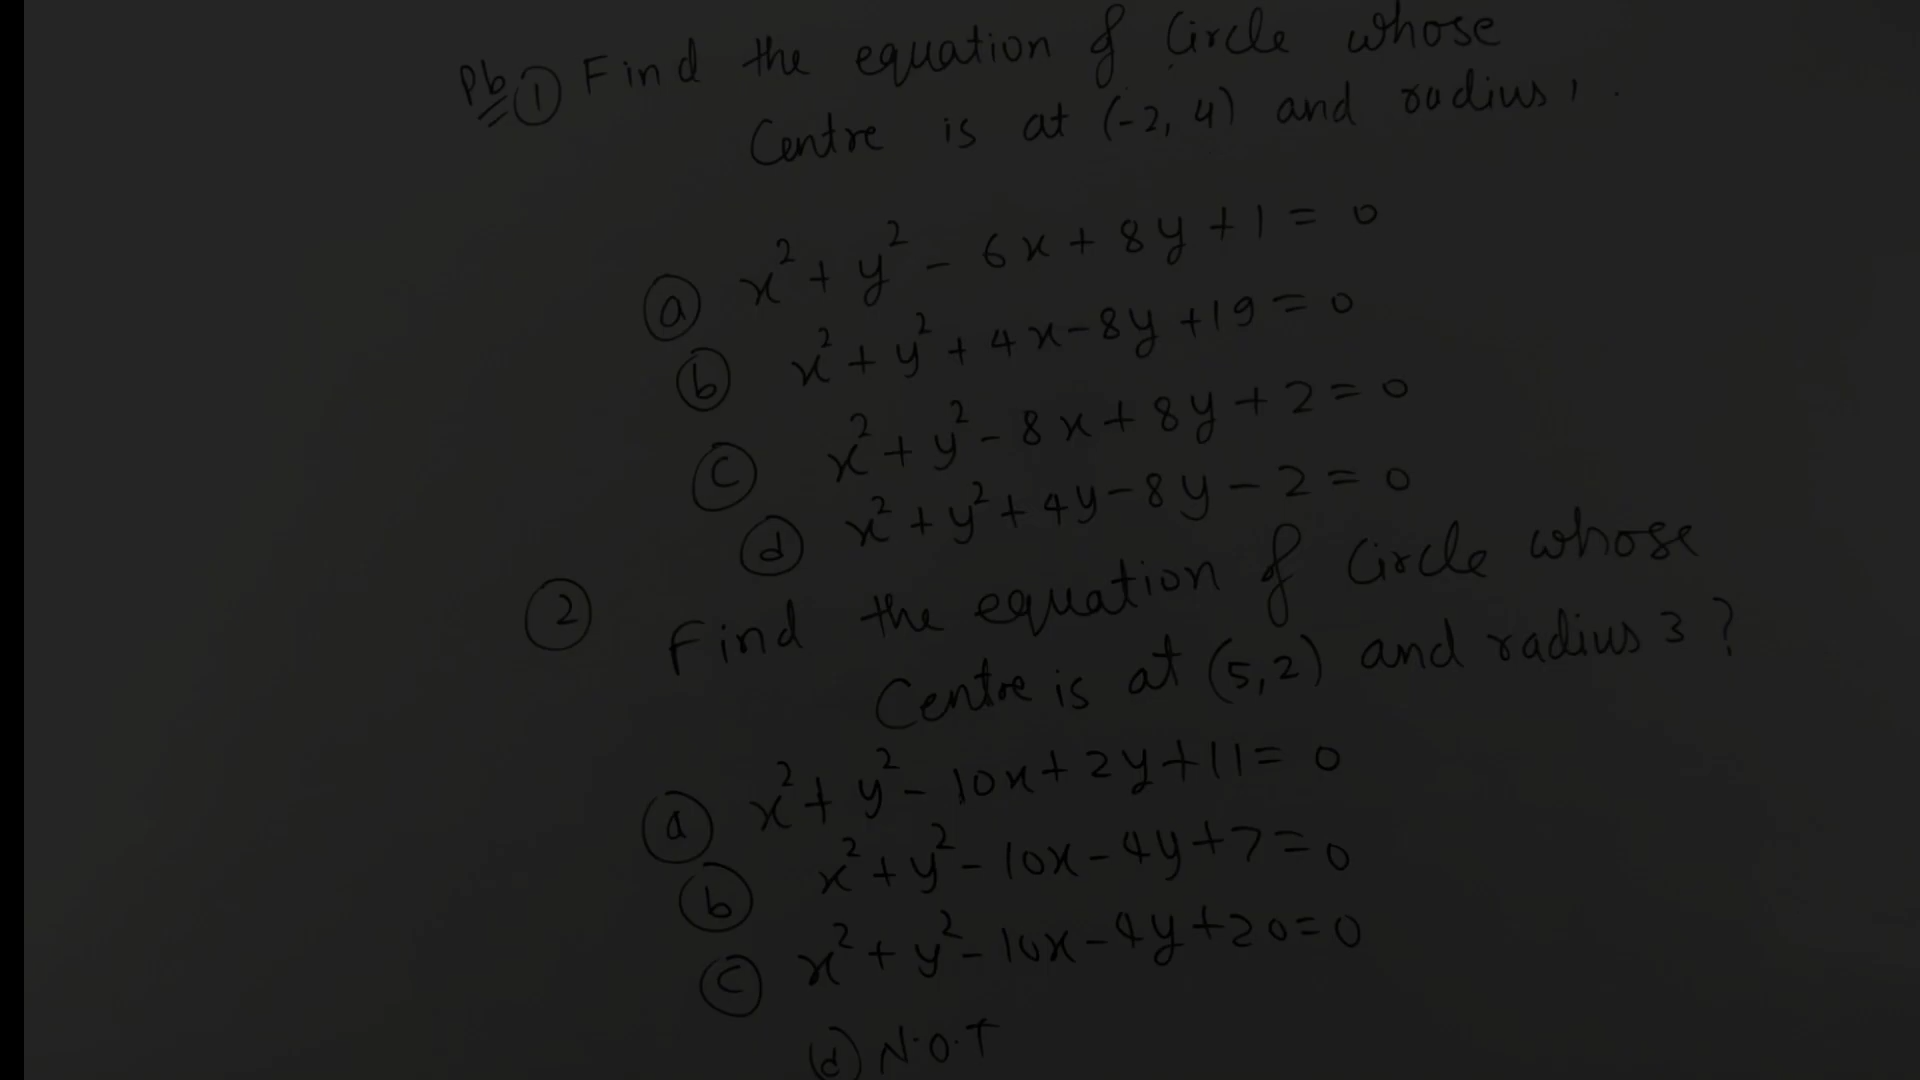 Pb ① Find the equation of Circle whose
Centre is at (-2, 4) and radius 1.
ⓐ x² + y² - 6x + 8y + 1 = 0
ⓑ x² + y² + 4x - 8y + 19 = 0
ⓒ x² + y² - 8x + 8y + 2 = 0
ⓓ x² + y² + 4y - 8y - 2 = 0
② Find the equation of Circle whose
Centre is at (5, 2) and radius 3 ?
ⓐ x² + y² - 10x + 2y + 11 = 0
ⓑ x² + y² - 10x - 4y + 7 = 0
ⓒ x² + y² - 10x - 4y + 20 = 0
ⓓ N.O.T